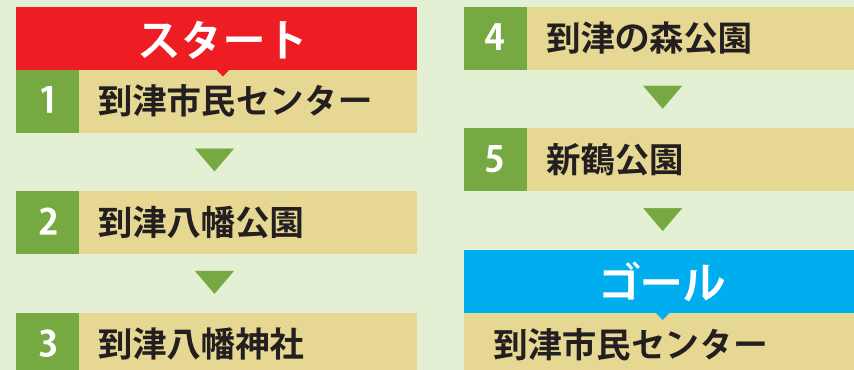 スタート
1 到津市民センター
2 到津八幡公園
3 到津八幡神社
4 到津の森公園
5 新鶴公園
ゴール
到津市民センター